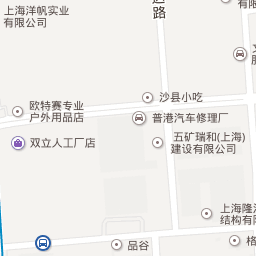 上海洋帆实业
有限公司
路
沙县小吃
欧特赛专业
户外用品店
普港汽车修理厂
双立人工厂店
五矿瑞和(上海)
建设有限公司
上海隆
结构有限
品谷
格